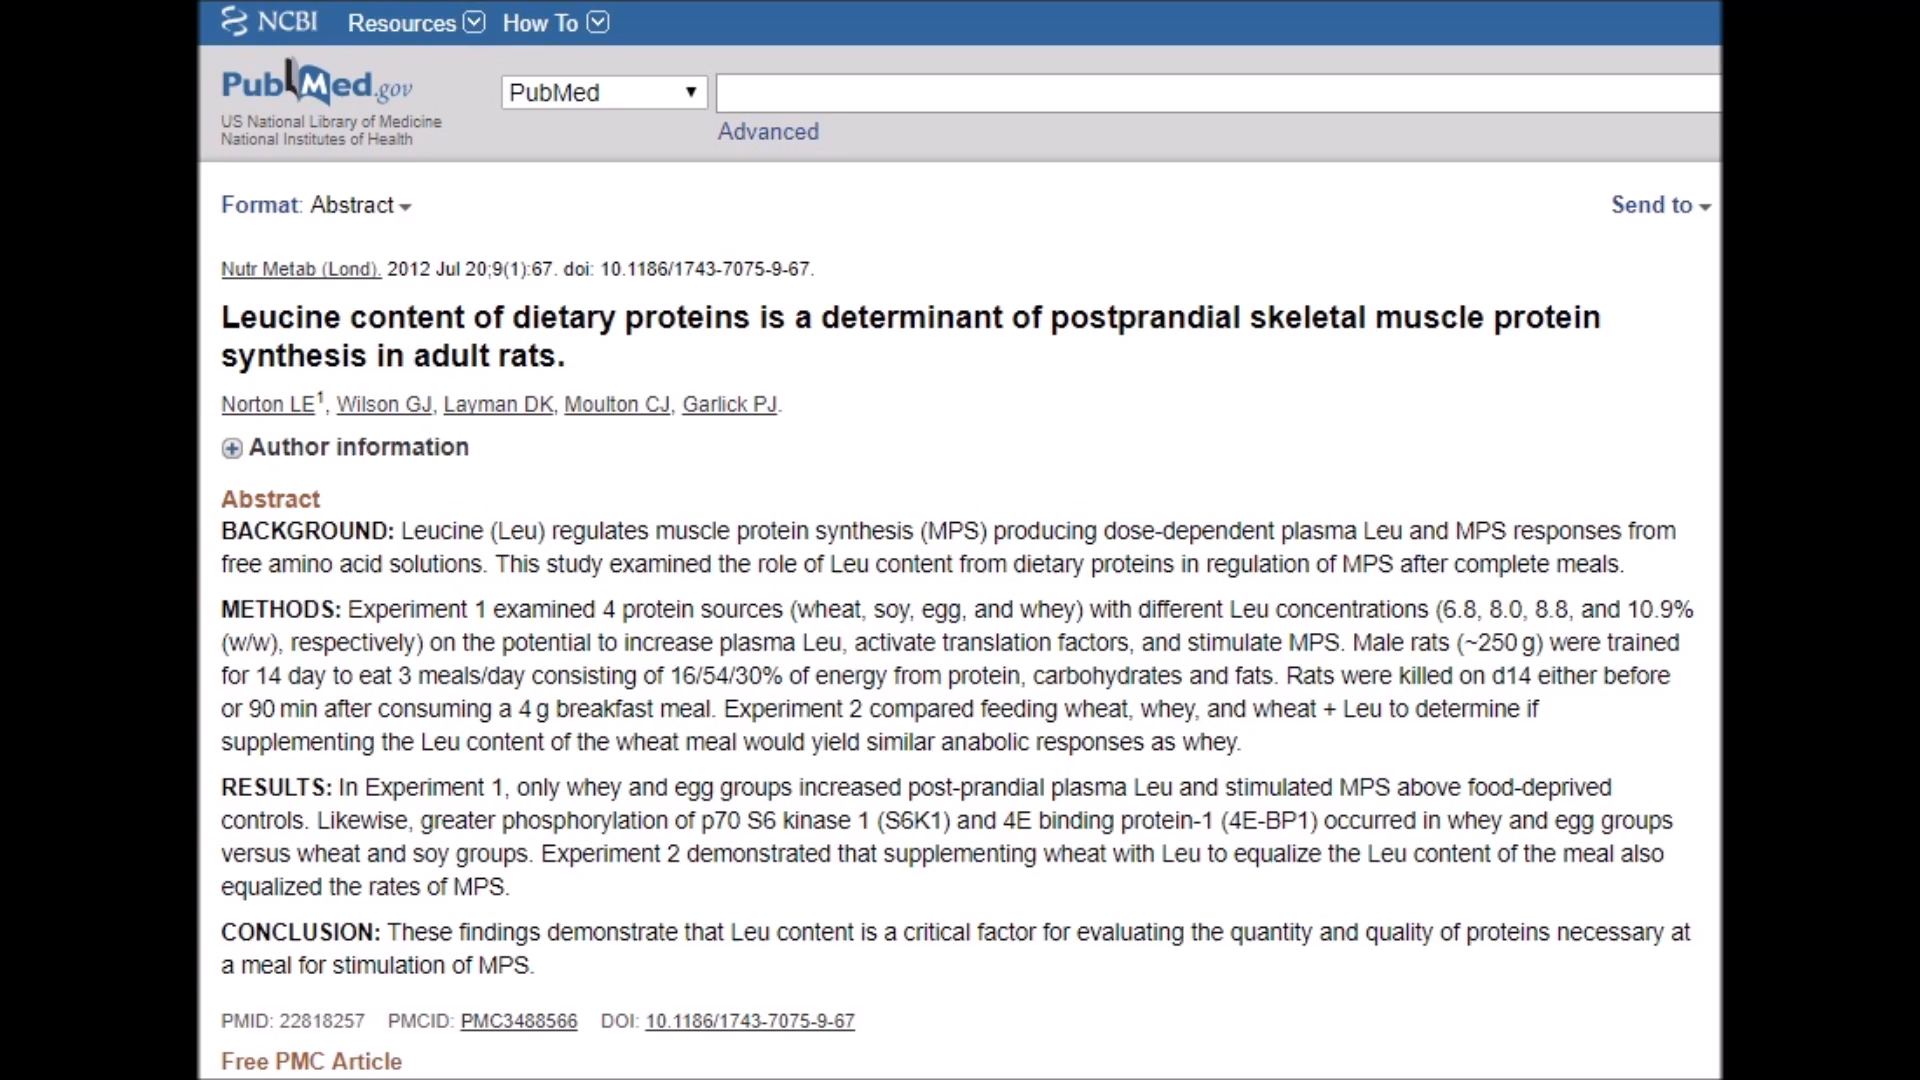 NCBI Resources How To
PubMed.gov
US National Library of Medicine
National Institutes of Health
PubMed
Advanced
Format: Abstract
Send to
Nutr Metab (Lond). 2012 Jul 20;9(1):67. doi: 10.1186/1743-7075-9-67.
Leucine content of dietary proteins is a determinant of postprandial skeletal muscle protein
synthesis in adult rats.
Norton LE1, Wilson GJ, Layman DK, Moulton CJ, Garlick PJ.
Author information
Abstract
BACKGROUND: Leucine (Leu) regulates muscle protein synthesis (MPS) producing dose-dependent plasma Leu and MPS responses from
free amino acid solutions. This study examined the role of Leu content from dietary proteins in regulation of MPS after complete meals.
METHODS: Experiment 1 examined 4 protein sources (wheat, soy, egg, and whey) with different Leu concentrations (6.8, 8.0, 8.8, and 10.9%
(w/w), respectively) on the potential to increase plasma Leu, activate translation factors, and stimulate MPS. Male rats (~250 g) were trained
for 14 day to eat 3 meals/day consisting of 16/54/30% of energy from protein, carbohydrates and fats. Rats were killed on d14 either before
or 90 min after consuming a 4 g breakfast meal. Experiment 2 compared feeding wheat, whey, and wheat + Leu to determine if
supplementing the Leu content of the wheat meal would yield similar anabolic responses as whey.
RESULTS: In Experiment 1, only whey and egg groups increased post-prandial plasma Leu and stimulated MPS above food-deprived
controls. Likewise, greater phosphorylation of p70 S6 kinase 1 (S6K1) and 4E binding protein-1 (4E-BP1) occurred in whey and egg groups
versus wheat and soy groups. Experiment 2 demonstrated that supplementing wheat with Leu to equalize the Leu content of the meal also
equalized the rates of MPS.
CONCLUSION: These findings demonstrate that Leu content is a critical factor for evaluating the quantity and quality of proteins necessary at
a meal for stimulation of MPS.
PMID: 22818257 PMCID: PMC3488566 DOI: 10.1186/1743-7075-9-67
Free PMC Article